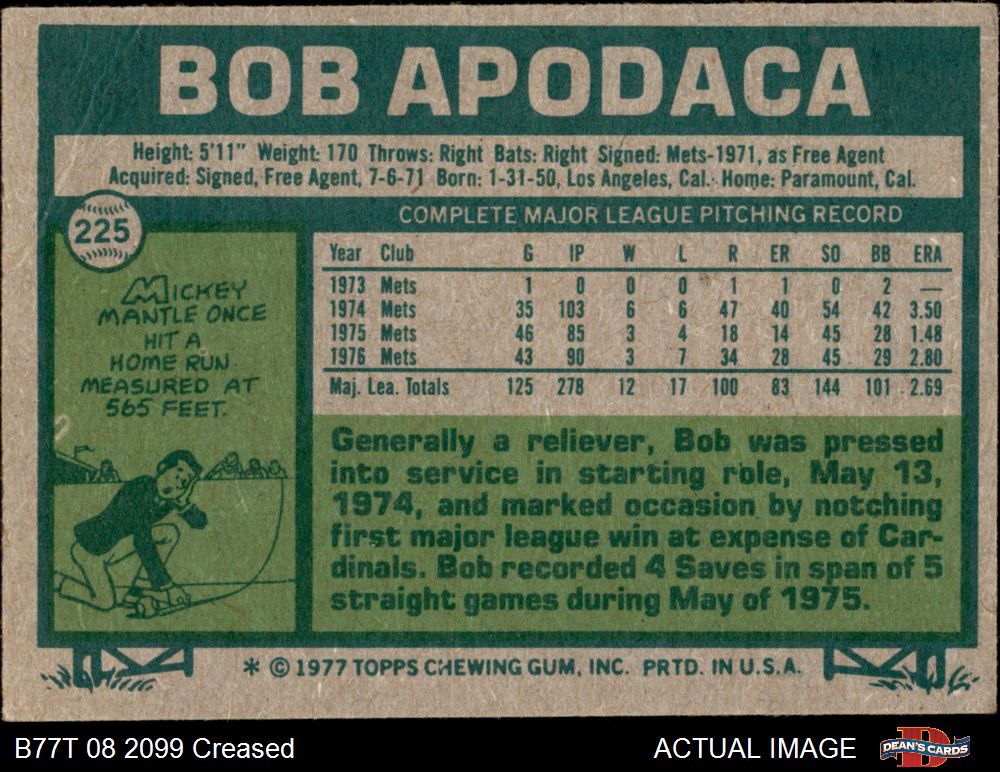 BOB APODACA
Height: 5'11" Weight: 170 Throws: Right Bats: Right Signed: Mets-1971, as Free Agent
Acquired: Signed, Free Agent, 7-6-71 Born: 1-31-50, Los Angeles, Cal. Home: Paramount, Cal.
225
MICKEY
MANTLE ONCE
HIT A
HOME RUN
MEASURED AT
565 FEET.
COMPLETE MAJOR LEAGUE PITCHING RECORD
Year Club G IP W L R ER SO BB ERA
1973 Mets 1 0 0 0 1 1 0 2 —
1974 Mets 35 103 6 6 47 40 54 42 3.50
1975 Mets 46 85 3 4 18 14 45 28 1.48
1976 Mets 43 90 3 7 34 28 45 29 2.80
Maj. Lea. Totals 125 278 12 17 100 83 144 101 2.69
Generally a reliever, Bob was pressed
into service in starting role, May 13,
1974, and marked occasion by notching
first major league win at expense of Car-
dinals. Bob recorded 4 Saves in span of 5
straight games during May of 1975.
* © 1977 TOPPS CHEWING GUM, INC. PRTD. IN U.S.A.
B77T 08 2099 Creased
ACTUAL IMAGE
DEAN'S CARDS